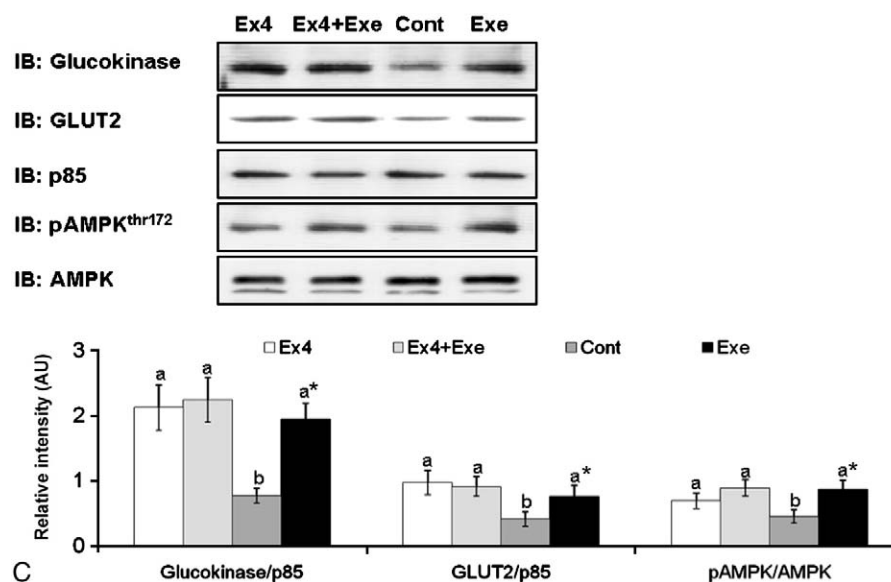 Ex4 Ex4+Exe Cont Exe
IB: Glucokinase
IB: GLUT2
IB: p85
IB: pAMPKthr172
IB: AMPK
3
Ex4 Ex4+Exe Cont Exe
a a b a*
a a b a*
a a b a*
2
1
0
Relative intensity (AU)
Glucokinase/p85 GLUT2/p85 pAMPK/AMPK
C